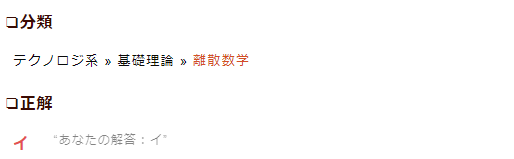 ❏分類
テクノロジ系 » 基礎理論 » 離散数学
❏正解
イ “あなたの解答：イ”